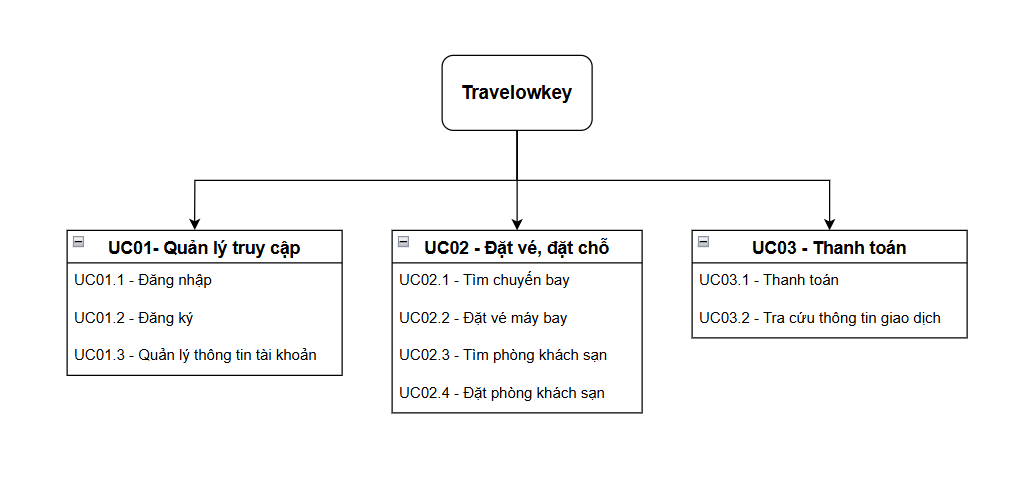 Travelowkey
UC01- Quản lý truy cập
UC01.1 - Đăng nhập
UC01.2 - Đăng ký
UC01.3 - Quản lý thông tin tài khoản
UC02 - Đặt vé, đặt chỗ
UC02.1 - Tìm chuyến bay
UC02.2 - Đặt vé máy bay
UC02.3 - Tìm phòng khách sạn
UC02.4 - Đặt phòng khách sạn
UC03 - Thanh toán
UC03.1 - Thanh toán
UC03.2 - Tra cứu thông tin giao dịch